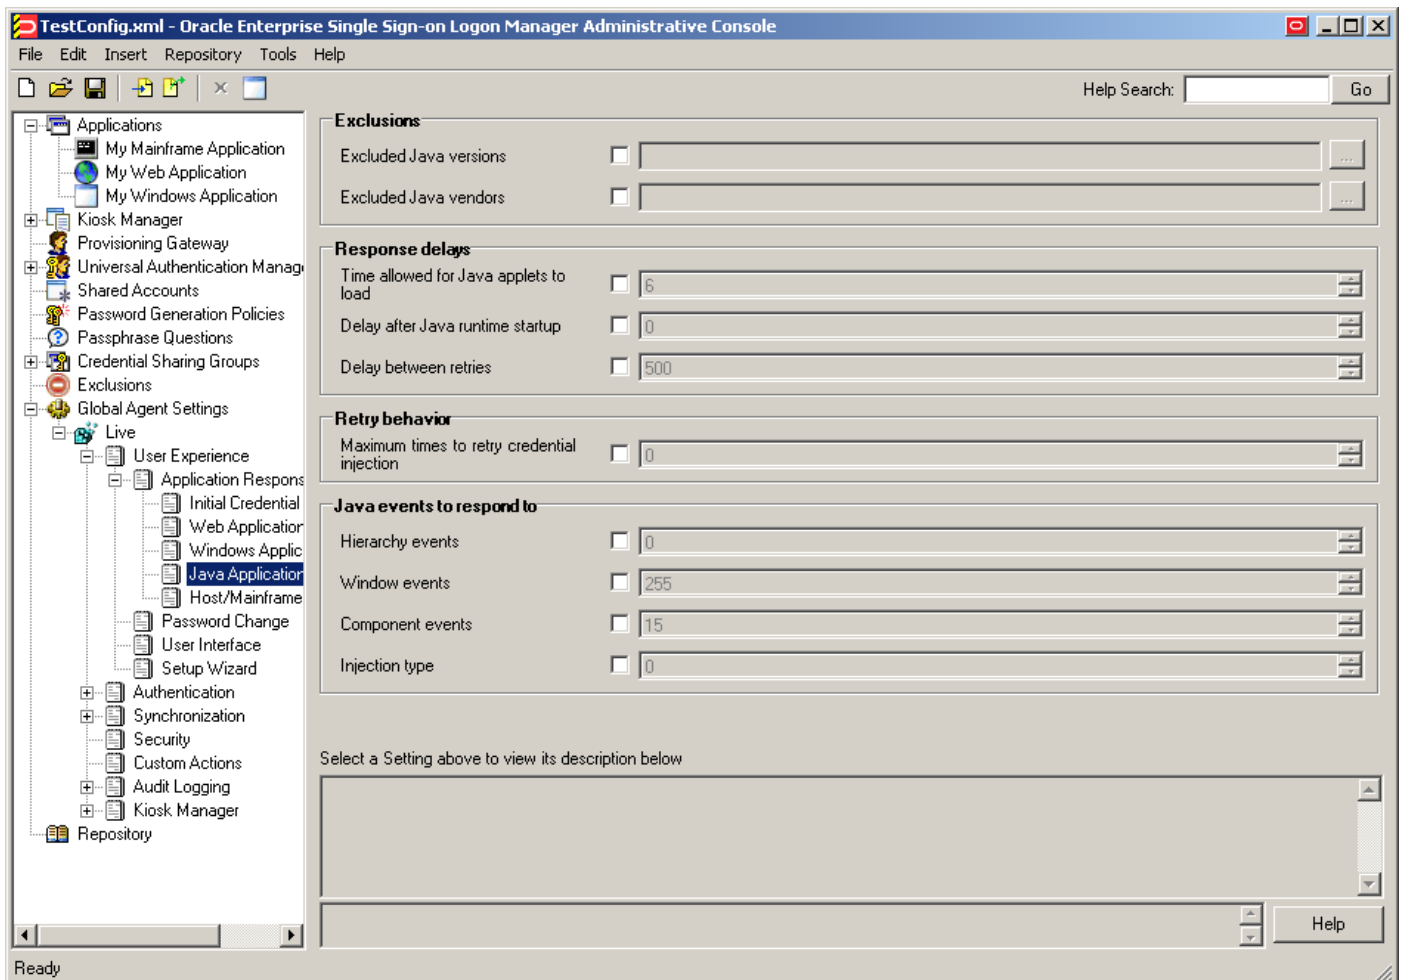 TestConfig.xml - Oracle Enterprise Single Sign-on Logon Manager Administrative Console
File Edit Insert Repository Tools Help
Help Search: Go
Applications
My Mainframe Application
My Web Application
My Windows Application
Kiosk Manager
Provisioning Gateway
Universal Authentication Manag
Shared Accounts
Password Generation Policies
Passphrase Questions
Credential Sharing Groups
Exclusions
Global Agent Settings
Live
User Experience
Application Respons
Initial Credential
Web Application
Windows Applic
Java Application
Host/Mainframe
Password Change
User Interface
Setup Wizard
Authentication
Synchronization
Security
Custom Actions
Audit Logging
Kiosk Manager
Repository
Exclusions
Excluded Java versions ...
Excluded Java vendors ...
Response delays
Time allowed for Java applets to
load
6
Delay after Java runtime startup 0
Delay between retries 500
Retry behavior
Maximum times to retry credential
injection
0
Java events to respond to
Hierarchy events 0
Window events 255
Component events 15
Injection type 0
Select a Setting above to view its description below
Help
Ready